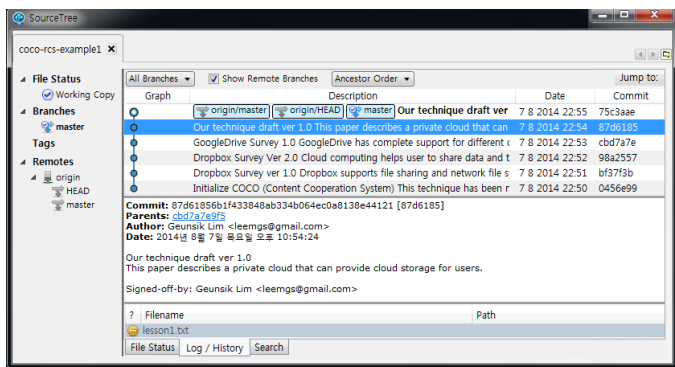 SourceTree
coco-rcs-example1
File Status
Working Copy
Branches
master
Tags
Remotes
origin
HEAD
master
All Branches Show Remote Branches Ancestor Order Jump to:
Graph Description Date Commit
origin/master origin/HEAD master Our technique draft ver 7 8 2014 22:55 75c3aae
Our technique draft ver 1.0 This paper describes a private cloud that can 7 8 2014 22:54 87d6185
GoogleDrive Survey 1.0 GoogleDrive has complete support for different 7 8 2014 22:53 cbd7a7e
Dropbox Survey Ver 2.0 Cloud computing helps user to share data and t 7 8 2014 22:52 98a2557
Dropbox survey ver 1.0 Dropbox supports file sharing and network file s 7 8 2014 22:51 bf37f3b
Initialize COCO (Content Cooperation System) This technique has been r 7 8 2014 22:50 0456e99
Commit: 87d61856b1f433848ab334b064ec0a8138e44121 [87d6185]
Parents: cbd7a7e9f5
Author: Geunsik Lim <leemgs@gmail.com>
Date: 2014년 8월 7일 목요일 오후 10:54:24
Our technique draft ver 1.0
This paper describes a private cloud that can provide cloud storage for users.
Signed-off-by: Geunsik Lim <leemgs@gmail.com>
? Filename Path
lesson1.txt
File Status Log / History Search